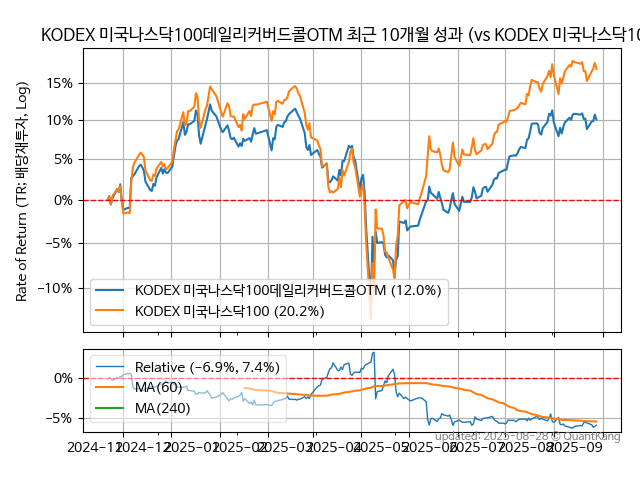 KODEX 미국나스닥100데일리커버드콜OTM 최근 10개월 성과 (vs KODEX 미국나스닥10
Rate of Return (TR: 배당재투자, Log)
15%
10%
5%
0%
−5%
−10%
KODEX 미국나스닥100데일리커버드콜OTM (12.0%)
KODEX 미국나스닥100 (20.2%)
0%
−5%
Relative (−6.9%, 7.4%)
MA(60)
MA(240)
updated: 2025-08-28 © QuantKang
2024−11 2024−12 2025−01 2025−02 2025−03 2025−04 2025−05 2025−06 2025−07 2025−08 2025−09